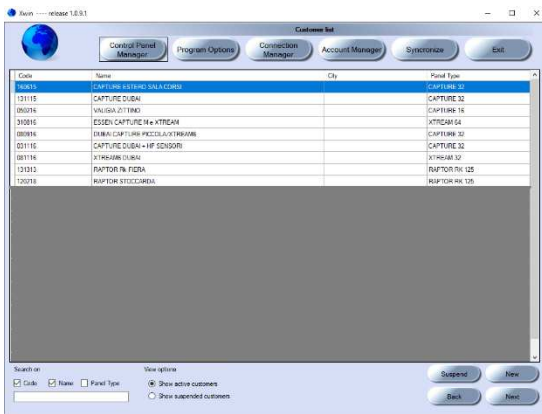 Xwin ----- release 1.0.9.1
Customer list
Control Panel Manager
Program Options
Connection Manager
Account Manager
Syncronize
Exit
Code Name City Panel Type
160615 CAPTURE ESTERO SALA CORSI CAPTURE 32
131115 CAPTURE DUBAI CAPTURE 32
050216 VALIGIA ZITTINO CAPTURE 16
310816 ESSEN CAPTURE M e XTREAM XTREAM 64
080916 DUBAI CAPTURE PICCOLA/XTREAM6 CAPTURE 32
031116 CAPTURE DUBAI + HF SENSORI CAPTURE 32
081116 XTREAM6 DUBAI XTREAM 32
131313 RAPTOR Rk FIERA RAPTOR RK 125
120218 RAPTOR STOCCARDA RAPTOR RK 125
Search on
Code Name Panel Type
View options
Show active customers
Show suspended customers
Suspend
New
Back
Next